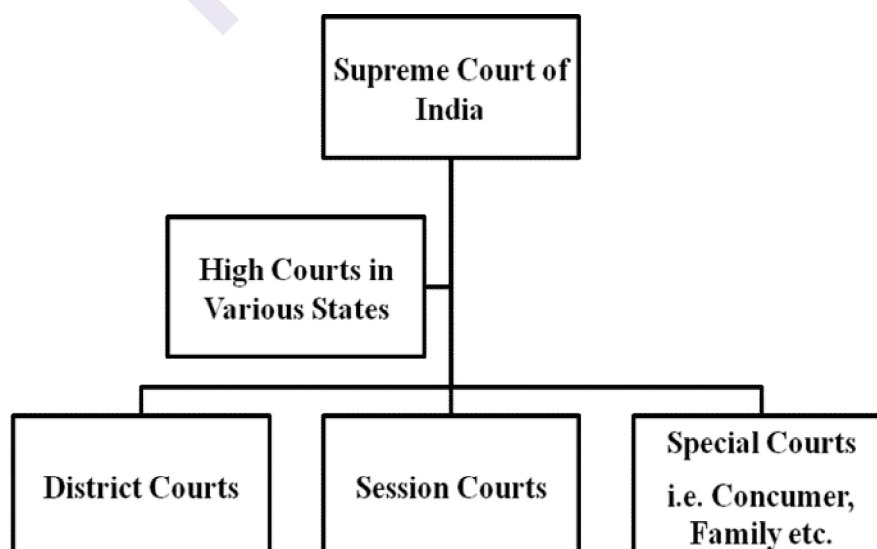 Supreme Court of
India
High Courts in
Various States
District Courts
Session Courts
Special Courts
i.e. Concumer,
Family etc.